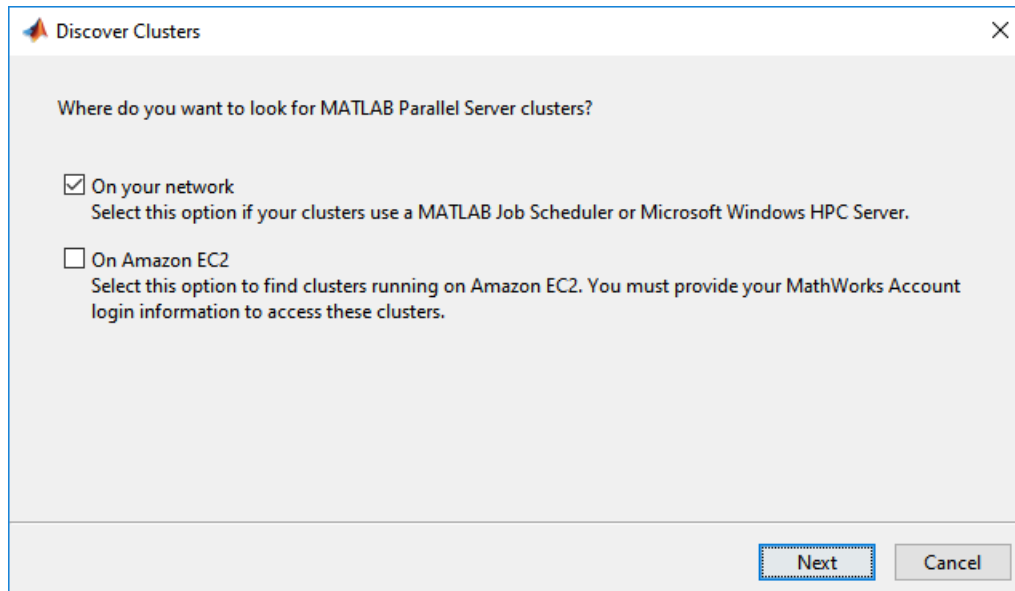 Discover Clusters
Where do you want to look for MATLAB Parallel Server clusters?
On your network
Select this option if your clusters use a MATLAB Job Scheduler or Microsoft Windows HPC Server.
On Amazon EC2
Select this option to find clusters running on Amazon EC2. You must provide your MathWorks Account
login information to access these clusters.
Next
Cancel